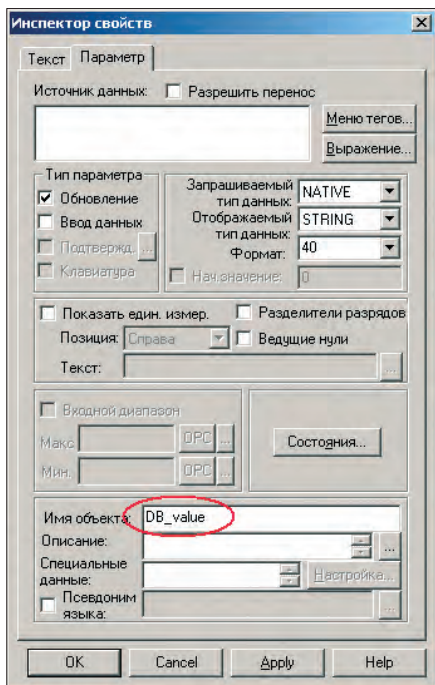 Инспектор свойств
Текст Параметр
Источник данных: Разрешить перенос
Меню тегов...
Выражение...
Тип параметра
Обновление
Ввод данных
Подтвержд. ...
Клавиатура
Запрашиваемый тип данных: NATIVE
Отображаемый тип данных: STRING
Формат: 40
Нач.значение: 0
Показать един. измер. Разделители разрядов
Позиция: Справа Ведущие нули
Текст: ...
Входной диапазон
Макс OPC ...
Мин. OPC ...
Состояния...
Имя объекта: DB_value
Описание: ...
Специальные данные: Настройка...
Псевдоним языка: ...
OK Cancel Apply Help